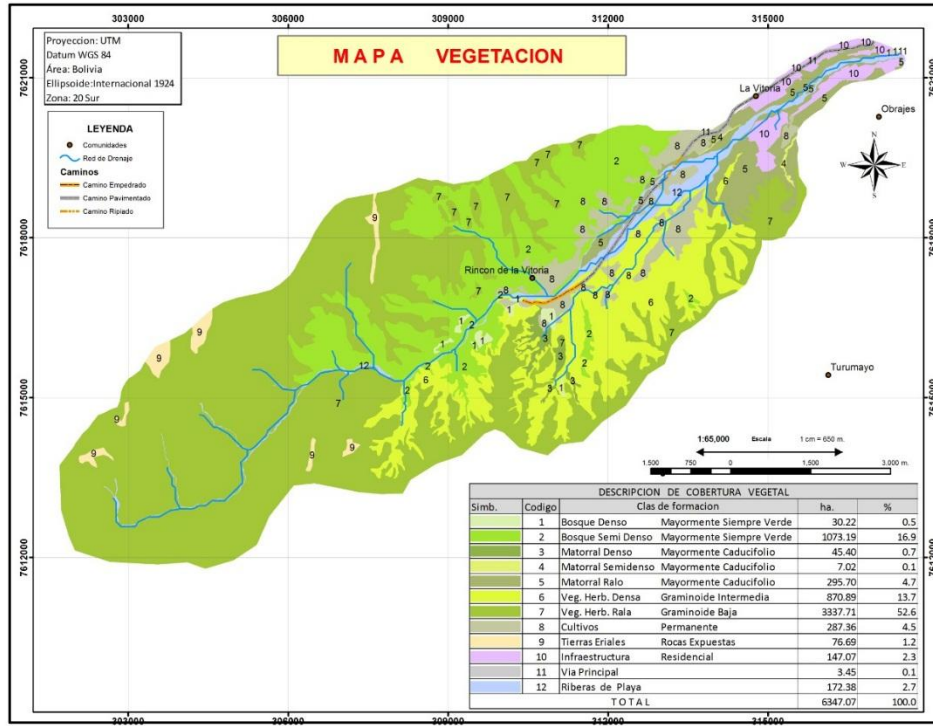 303000 306000 309000 312000 315000
Proyeccion: UTM
Datum WGS 84
Área: Bolivia
Ellipsoide:Internacional 1924
Zona: 20 Sur
MAPA VEGETACION
LEYENDA
Comunidades
Red de Drenaje
Caminos
Camino Empedrado
Camino Pavimentado
Camino Ripiado
7621000
7618000
7615000
7612000
La Vitoria
Obrajes
N
W E
S
Rincon de la Vitoria
Turumayo
1:65,000 Escala 1 cm = 650 m.
1.500 750 0 1,500 3.000 m.
DESCRIPCION DE COBERTURA VEGETAL
Simb. Codigo Clas de formacion ha. %
1 Bosque Denso Mayormente Siempre Verde 30.22 0.5
2 Bosque Semi Denso Mayormente Siempre Verde 1073.19 16.9
3 Matorral Denso Mayormente Caducifolio 45.40 0.7
4 Matorral Semidenso Mayormente Caducifolio 7.02 0.1
5 Matorral Ralo Mayormente Caducifolio 295.70 4.7
6 Veg. Herb. Densa Graminoide Intermedia 870.89 13.7
7 Veg. Herb. Rala Graminoide Baja 3337.71 52.6
8 Cultivos Permanente 287.36 4.5
9 Tierras Eriales Rocas Expuestas 76.69 1.2
10 Infraestructura Residencial 147.07 2.3
11 Via Principal 3.45 0.1
12 Riberas de Playa 172.38 2.7
TOTAL 6347.07 100.0
303000 306000 309000 312000 315000